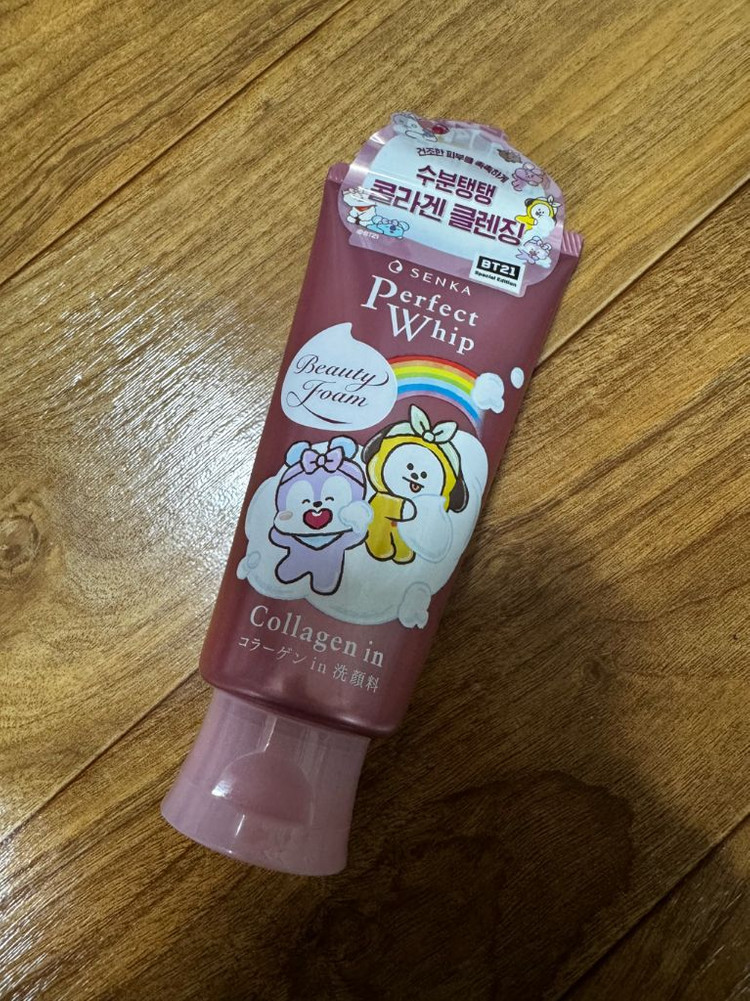 건조한 피부를 촉촉하게
수분탱탱
콜라겐 클렌징
@BT21
BT21
Special Edition
SENKA
Perfect
Whip
Beauty
Foam
Collagen in
コラーゲン in 洗顔料